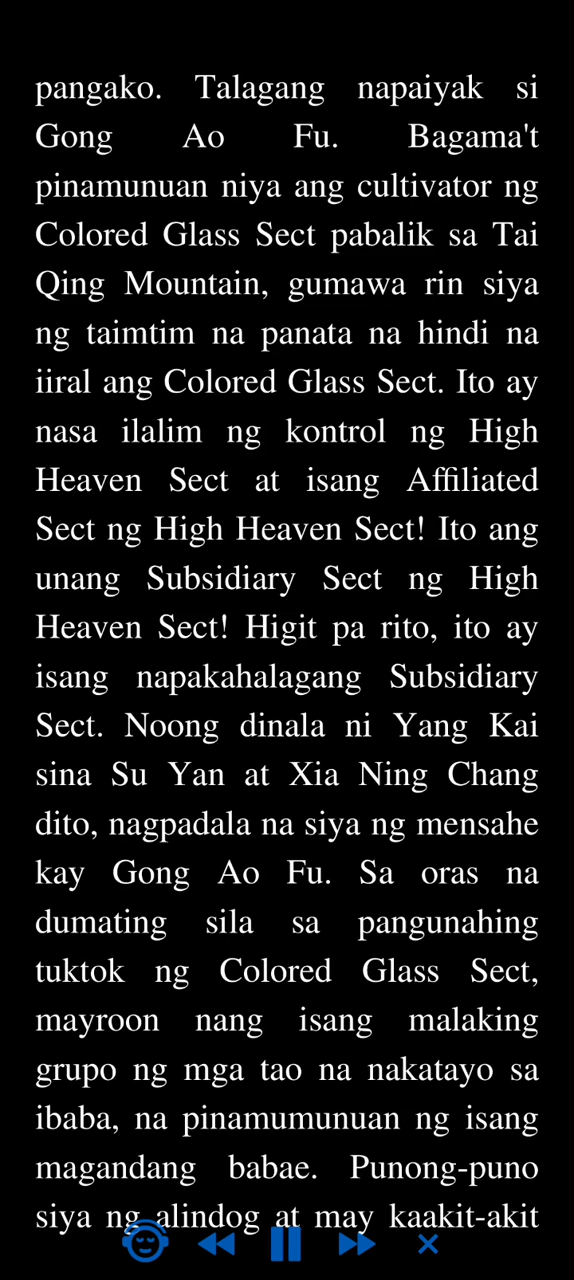 pangako. Talagang napaiyak si
Gong Ao Fu. Bagama't
pinamunuan niya ang cultivator ng
Colored Glass Sect pabalik sa Tai
Qing Mountain, gumawa rin siya
ng taimtim na panata na hindi na
iiral ang Colored Glass Sect. Ito ay
nasa ilalim ng kontrol ng High
Heaven Sect at isang Affiliated
Sect ng High Heaven Sect! Ito ang
unang Subsidiary Sect ng High
Heaven Sect! Higit pa rito, ito ay
isang napakahalagang Subsidiary
Sect. Noong dinala ni Yang Kai
sina Su Yan at Xia Ning Chang
dito, nagpadala na siya ng mensahe
kay Gong Ao Fu. Sa oras na
dumating sila sa pangunahing
tuktok ng Colored Glass Sect,
mayroon nang isang malaking
grupo ng mga tao na nakatayo sa
ibaba, na pinamumunuan ng isang
magandang babae. Punong-puno
siya ng alindog at may kaakit-akit